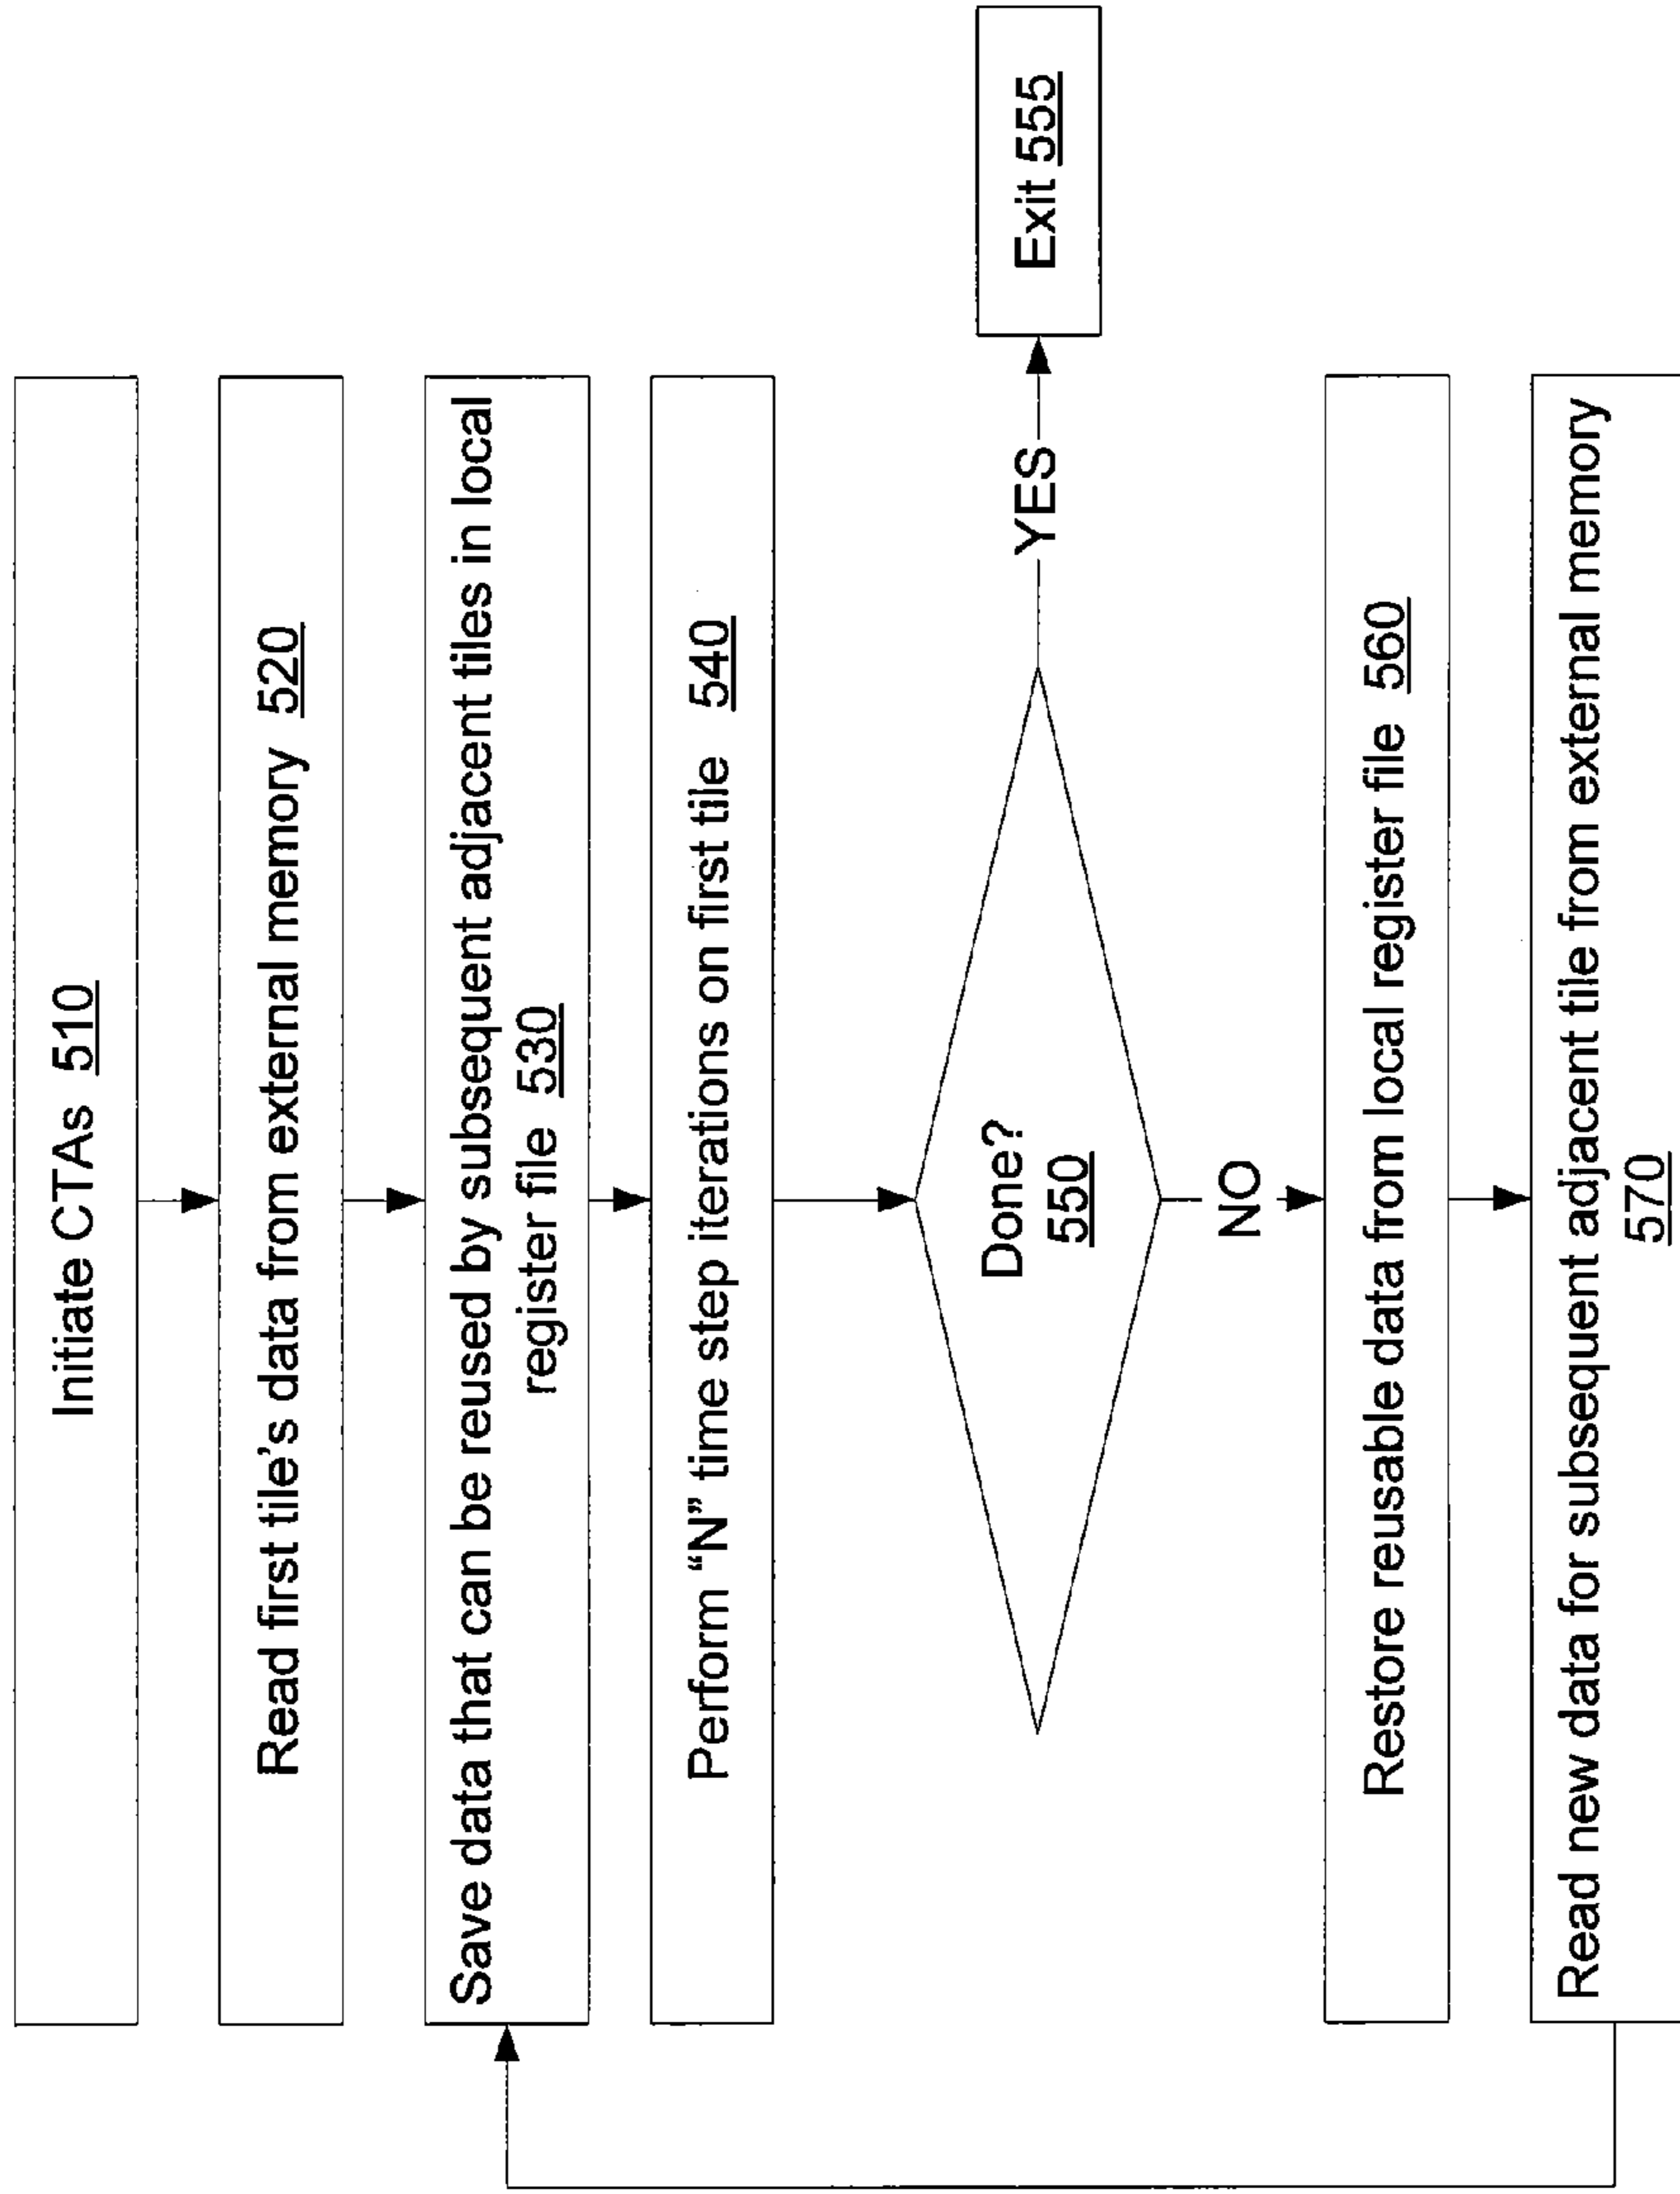 Initiate CTAs 510
Read first tile's data from external memory 520
Save data that can be reused by subsequent adjacent tiles in local
register file 530
Perform “N” time step iterations on first tile 540
Done?
550
YES
Exit 555
NO
Restore reusable data from local register file 560
Read new data for subsequent adjacent tile from external memory
570